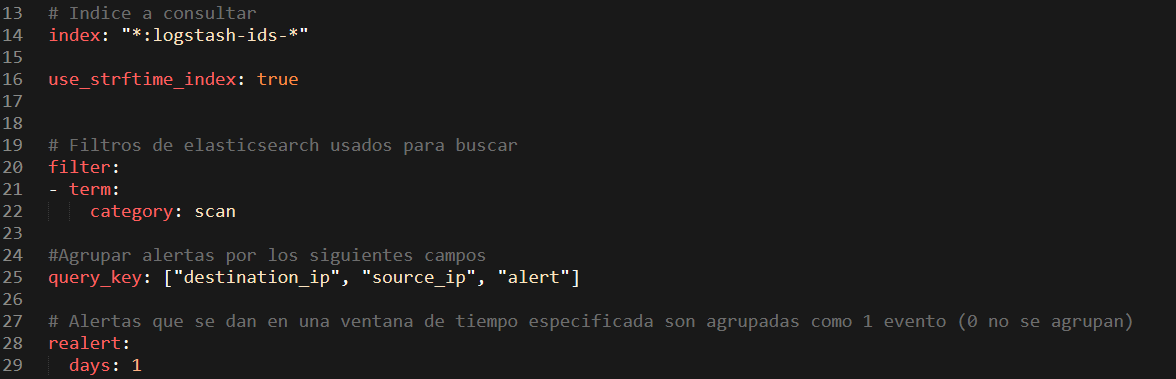 13 # Indice a consultar
14 index: "*:logstash-ids-*"
15
16 use_strftime_index: true
17
18
19 # Filtros de elasticsearch usados para buscar
20 filter:
21 - term:
22     category: scan
23
24 #Agrupar alertas por los siguientes campos
25 query_key: ["destination_ip", "source_ip", "alert"]
26
27 # Alertas que se dan en una ventana de tiempo especificada son agrupadas como 1 evento (0 no se agrupan)
28 realert:
29   days: 1